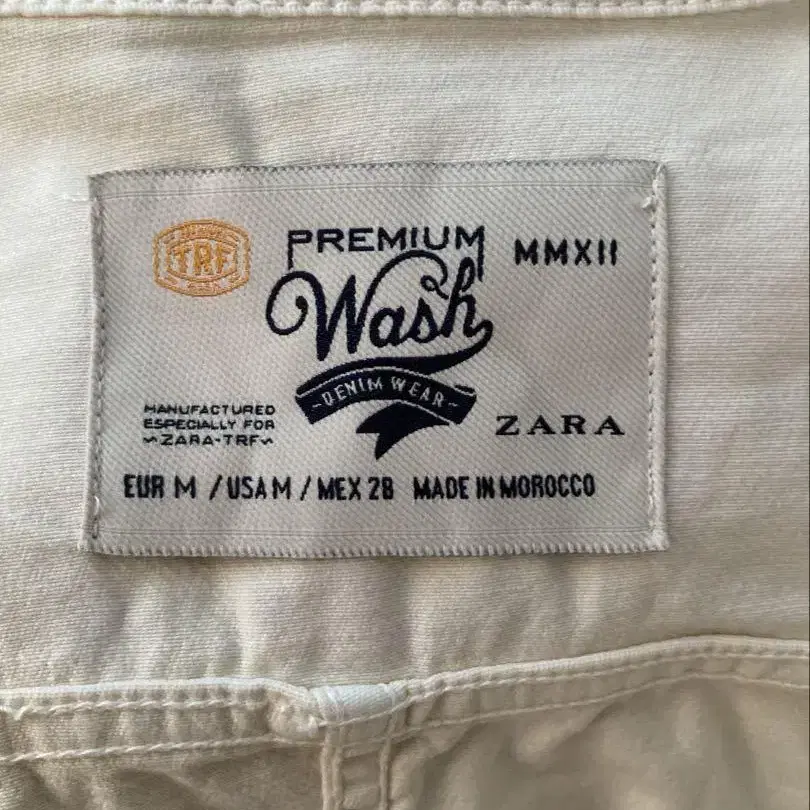 TRF
PREMIUM
MMXII
Wash
-DENIM WEAR-
MANUFACTURED
ESPECIALLY FOR
~ZARA-TRF~
ZARA
EUR M / USA M / MEX 28 MADE IN MOROCCO